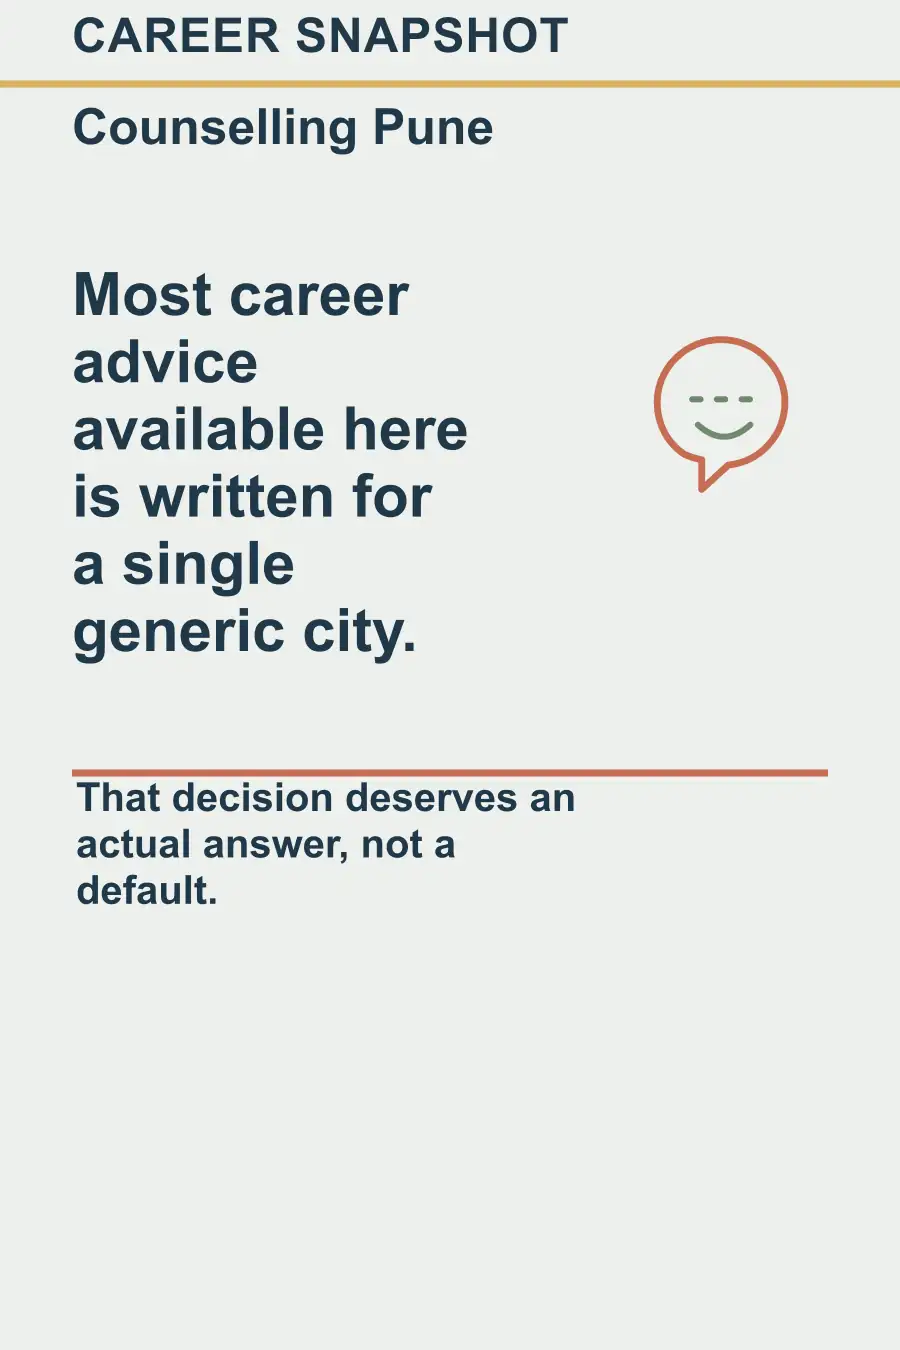 CAREER SNAPSHOT
Counselling Pune
Most career
advice
available here
is written for
a single
generic city.
That decision deserves an
actual answer, not a
default.